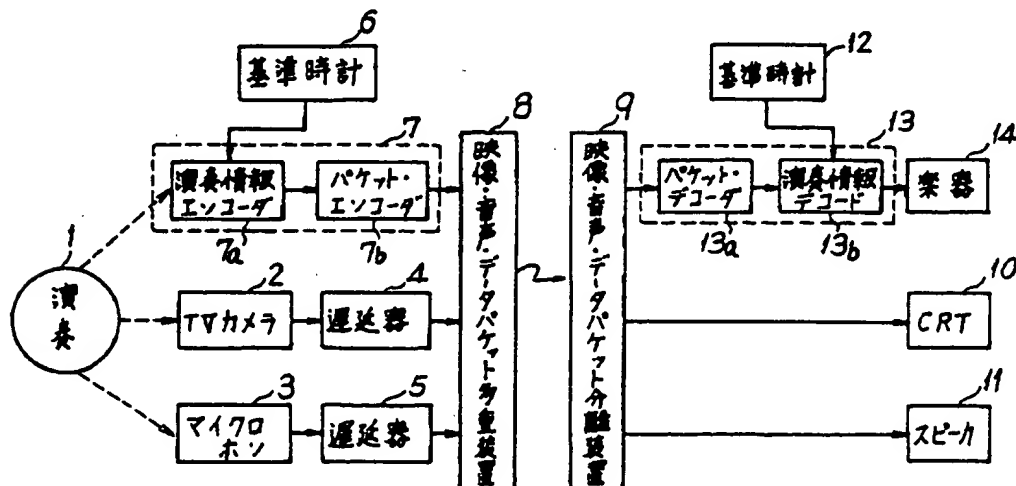 6
基準時計
12
基準時計
7
8
9
13
14
演奏情報
エンコーダ
7a
パケット・
エンコーダ
7b
映像・音声・データパケット多重装置
映像・音声・データパケット分離装置
パケット・
デコーダ
13a
演奏情報
デコード
13b
楽器
1
演奏
2
TVカメラ
4
遅延器
10
CRT
3
マイクロ
ホン
5
遅延器
11
スピーカ